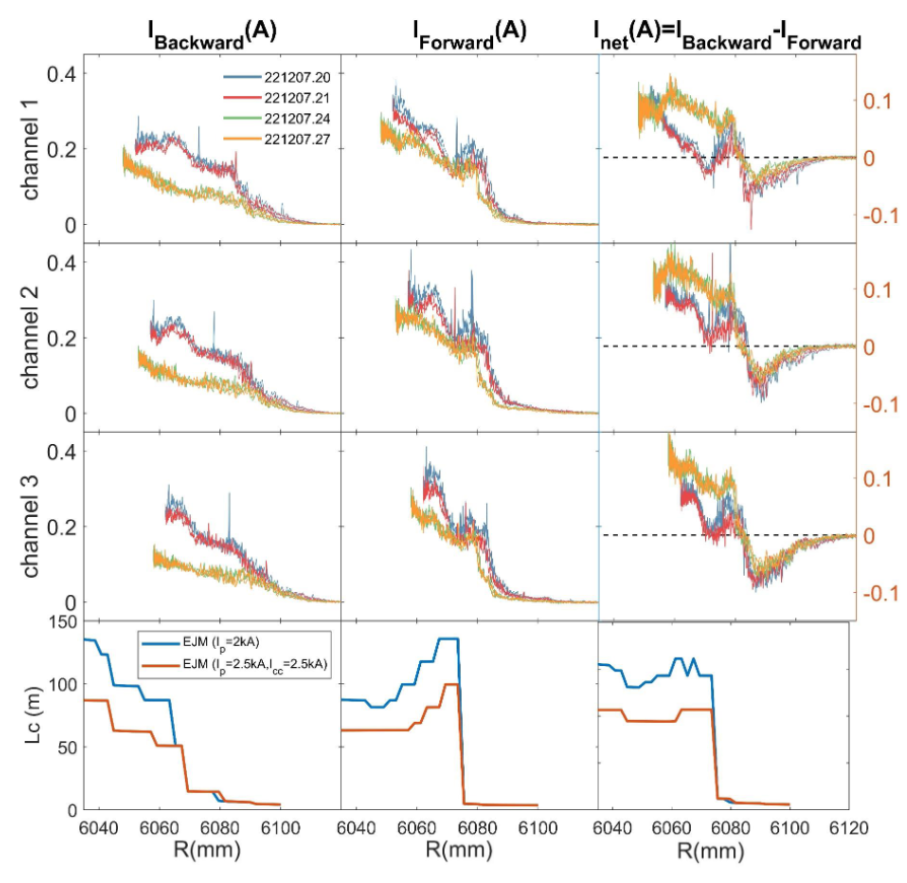 I_Backward(A) I_Forward(A) I_net(A)=I_Backward-I_Forward
channel 1
0.4
0.2
0
221207.20
221207.21
221207.24
221207.27
0.1
0
-0.1
channel 2
0.4
0.2
0
0.1
0
-0.1
channel 3
0.4
0.2
0
0.1
0
-0.1
Lc (m)
150
100
50
0
EJM (I_p=2kA)
EJM (I_p=2.5kA,I_cc=2.5kA)
6040 6060 6080 6100 6040 6060 6080 6100 6040 6060 6080 6100 6120
R(mm) R(mm) R(mm)